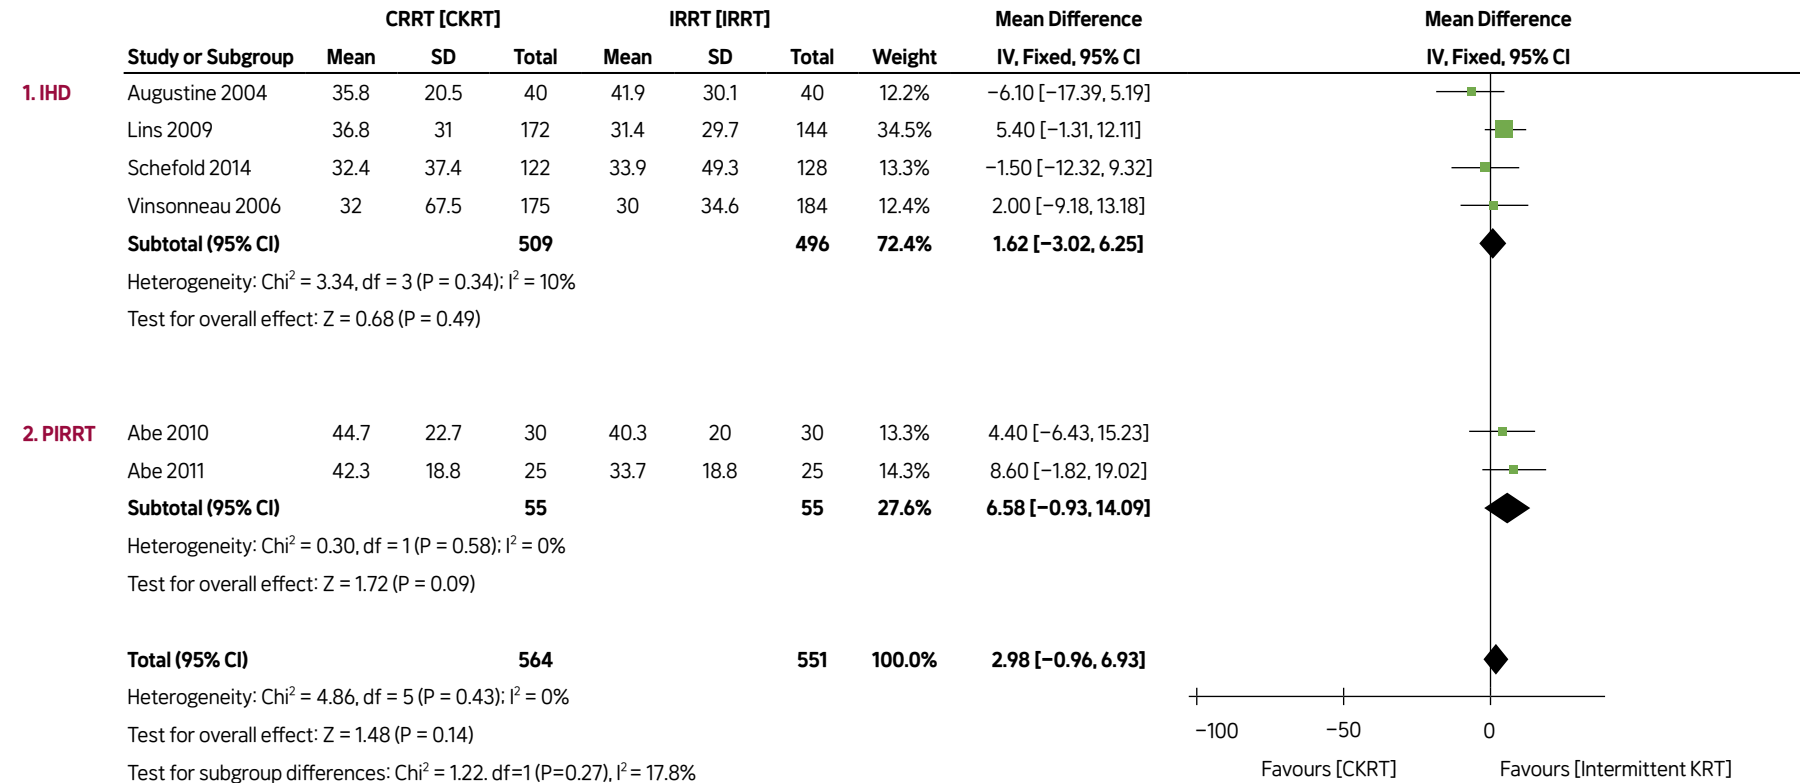 CRRT [CKRT] IRRT [IRRT] Mean Difference Mean Difference
Study or Subgroup Mean SD Total Mean SD Total Weight IV, Fixed, 95% CI IV, Fixed, 95% CI
1. IHD Augustine 2004 35.8 20.5 40 41.9 30.1 40 12.2% −6.10 [−17.39, 5.19]
Lins 2009 36.8 31 172 31.4 29.7 144 34.5% 5.40 [−1.31, 12.11]
Schefold 2014 32.4 37.4 122 33.9 49.3 128 13.3% −1.50 [−12.32, 9.32]
Vinsonneau 2006 32 67.5 175 30 34.6 184 12.4% 2.00 [−9.18, 13.18]
Subtotal (95% CI) 509 496 72.4% 1.62 [−3.02, 6.25]
Heterogeneity: Chi² = 3.34, df = 3 (P = 0.34); I² = 10%
Test for overall effect: Z = 0.68 (P = 0.49)
2. PIRRT Abe 2010 44.7 22.7 30 40.3 20 30 13.3% 4.40 [−6.43, 15.23]
Abe 2011 42.3 18.8 25 33.7 18.8 25 14.3% 8.60 [−1.82, 19.02]
Subtotal (95% CI) 55 55 27.6% 6.58 [−0.93, 14.09]
Heterogeneity: Chi² = 0.30, df = 1 (P = 0.58); I² = 0%
Test for overall effect: Z = 1.72 (P = 0.09)
Total (95% CI) 564 551 100.0% 2.98 [−0.96, 6.93]
Heterogeneity: Chi² = 4.86, df = 5 (P = 0.43); I² = 0%
Test for overall effect: Z = 1.48 (P = 0.14) −100 −50 0
Test for subgroup differences: Chi² = 1.22. df=1 (P=0.27), I² = 17.8% Favours [CKRT] Favours [Intermittent KRT]